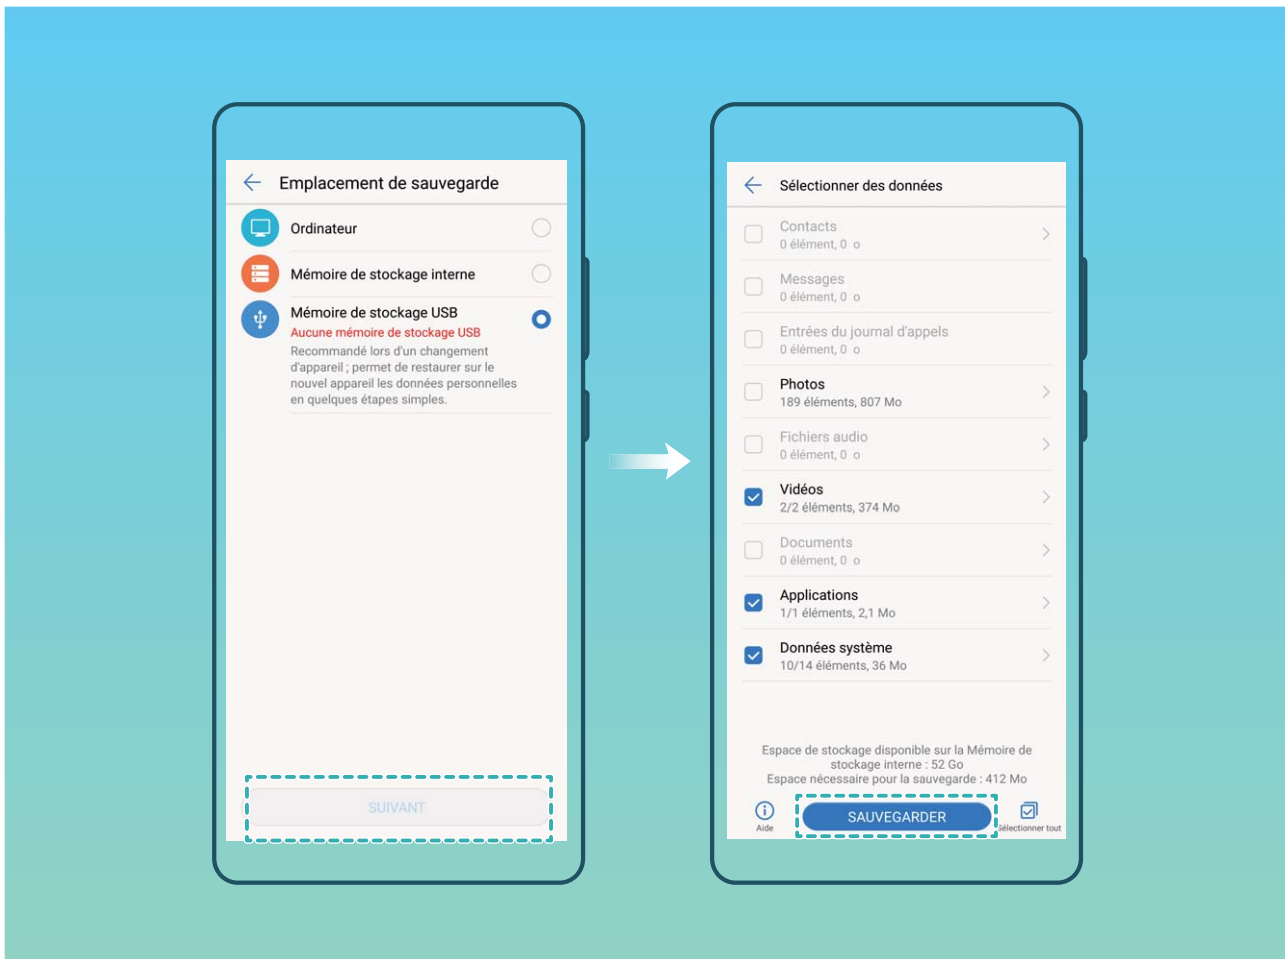 Emplacement de sauvegarde
Ordinateur
Mémoire de stockage interne
Mémoire de stockage USB
Aucune mémoire de stockage USB
Recommandé lors d'un changement
d'appareil ; permet de restaurer sur le
nouvel appareil les données personnelles
en quelques étapes simples.
SUIVANT
Sélectionner des données
Contacts
0 élément, 0 o
Messages
0 élément, 0 o
Entrées du journal d'appels
0 élément, 0 o
Photos
189 éléments, 807 Mo
Fichiers audio
0 élément, 0 o
Vidéos
2/2 éléments, 374 Mo
Documents
0 élément, 0 o
Applications
1/1 éléments, 2,1 Mo
Données système
10/14 éléments, 36 Mo
Espace de stockage disponible sur la Mémoire de
stockage interne : 52 Go
Espace nécessaire pour la sauvegarde : 412 Mo
Aide
SAUVEGARDER
Sélectionner tout